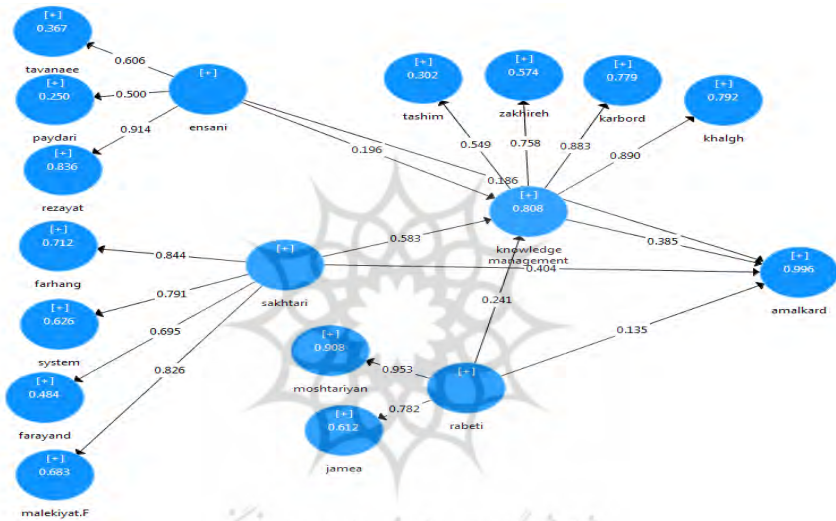 [+]
0.367
tavanaee
[+]
0.250
paydari
[+]
0.836
rezayat
[+]
0.712
farhang
[+]
0.626
system
[+]
0.484
farayand
[+]
0.683
malekiyat.F
0.606
0.500
0.914
[+]
ensani
0.844
0.791
0.695
0.826
[+]
sakhtari
0.196
0.186
0.583
0.404
[+]
0.302
tashim
[+]
0.574
zakhireh
[+]
0.779
karbord
[+]
0.792
khalgh
0.549
0.758
0.883
0.890
[+]
0.808
knowledge
management
0.385
[+]
0.996
amalkard
0.241
0.135
[+]
0.908
moshtariyan
0.953
[+]
0.612
jamea
0.782
[+]
rabeti